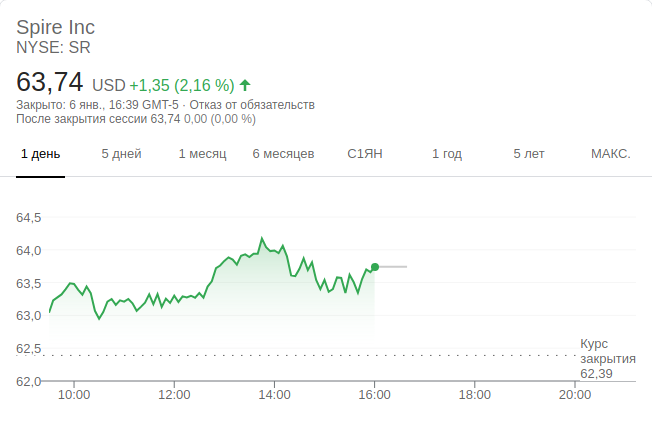 Spire Inc
NYSE: SR
63,74 USD +1,35 (2,16 %)
Закрыто: 6 янв., 16:39 GMT-5 · Отказ от обязательств
После закрытия сессии 63,74 0,00 (0,00 %)
1 день 5 дней 1 месяц 6 месяцев С1ЯН 1 год 5 лет МАКС.
64,5
64,0
63,5
63,0
62,5
62,0
Курс
закрытия
62,39
10:00 12:00 14:00 16:00 18:00 20:00